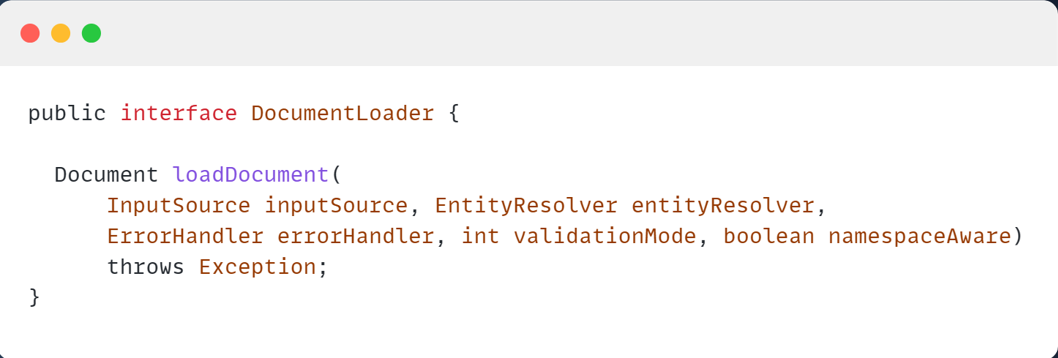 public interface DocumentLoader {
Document loadDocument(
InputSource inputSource, EntityResolver entityResolver,
ErrorHandler errorHandler, int validationMode, boolean namespaceAware)
throws Exception;
}